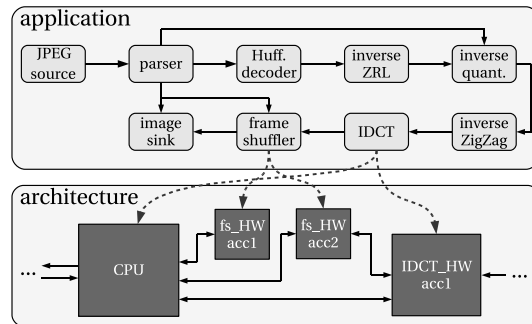 application
JPEG
source
parser
Huff.
decoder
inverse
ZRL
inverse
quant.
image
sink
frame
shuffler
IDCT
inverse
ZigZag
architecture
fs_HW
acc1
fs_HW
acc2
...
CPU
IDCT_HW
acc1
...